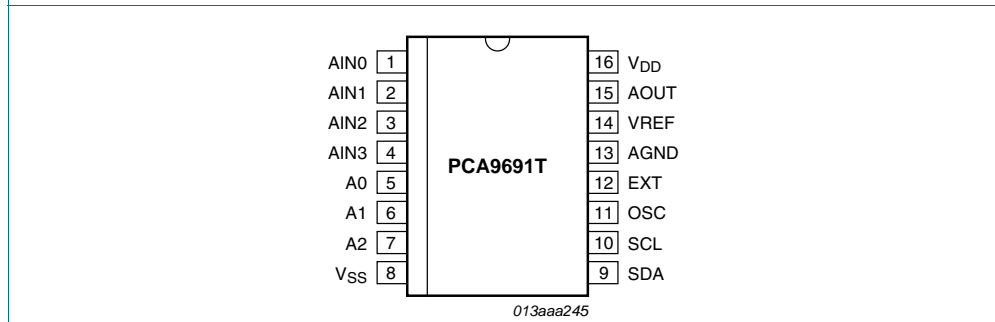 AIN0 1 16 VDD
AIN1 2 15 AOUT
AIN2 3 14 VREF
AIN3 4 13 AGND
PCA9691T
A0 5 12 EXT
A1 6 11 OSC
A2 7 10 SCL
VSS 8 9 SDA
013aaa245